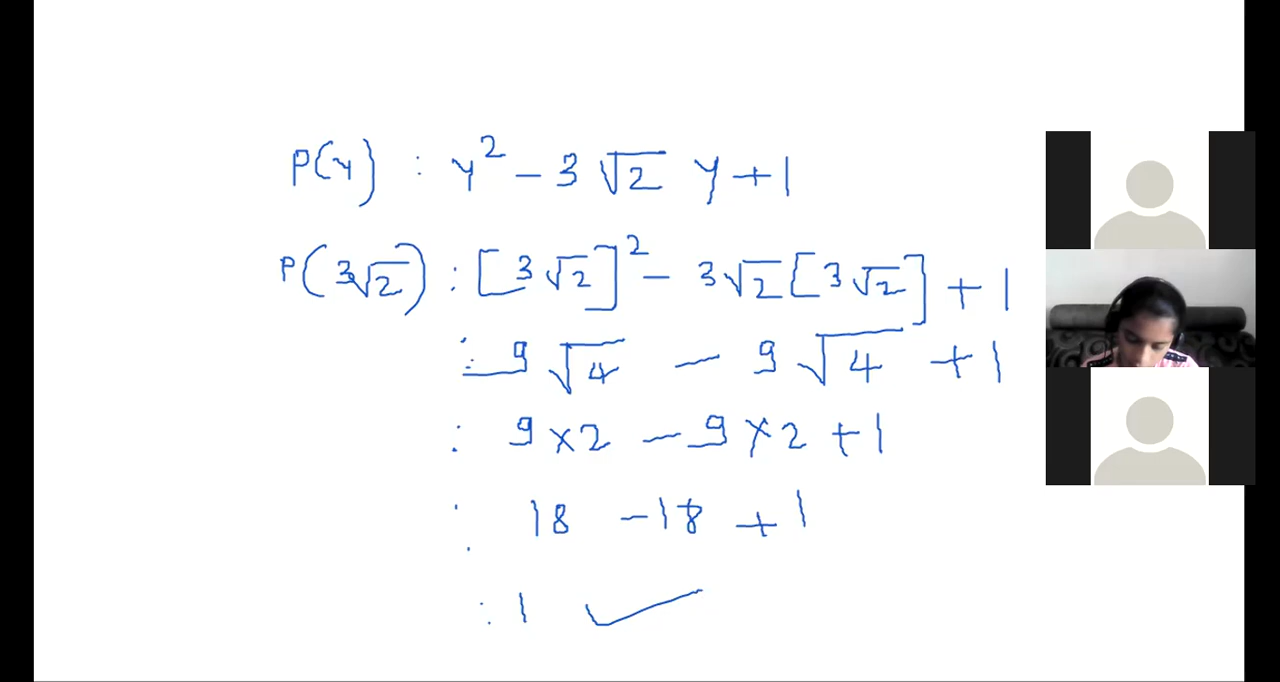 P(y) : y² - 3√2 y + 1
P(3√2) : [3√2]² - 3√2[3√2] + 1
: 9√4 - 9√4 + 1
: 9×2 - 9×2 + 1
: 18 - 18 + 1
: 1 ✓